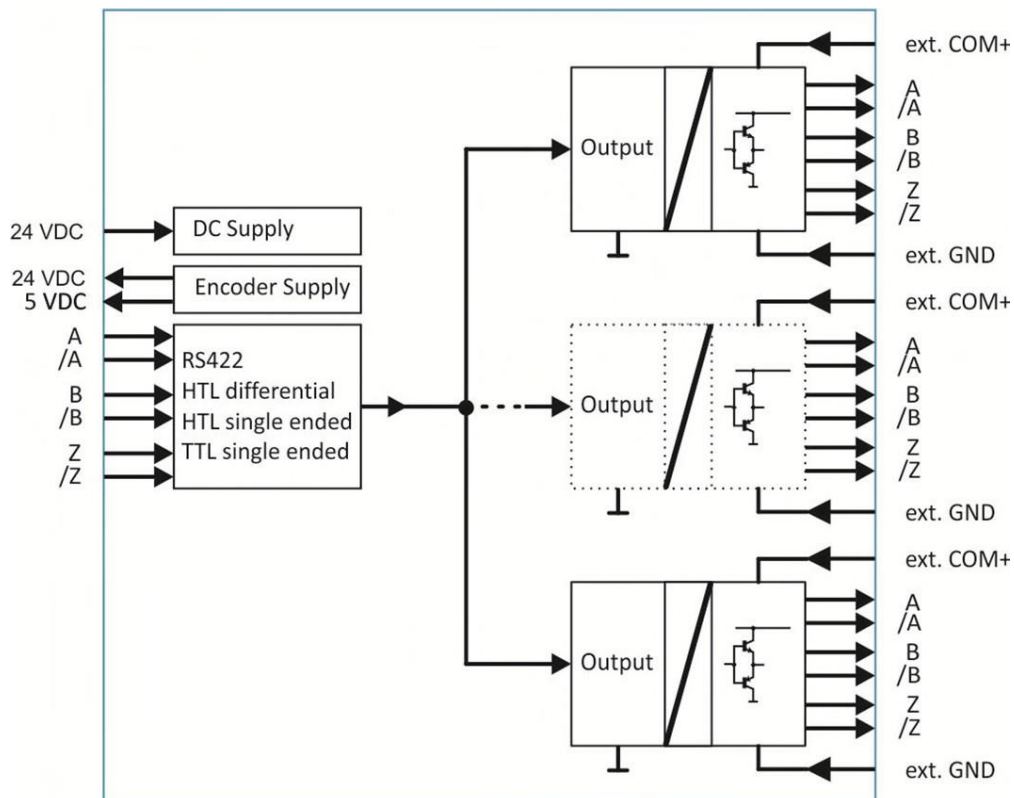 24 VDC
DC Supply
24 VDC
5 VDC
Encoder Supply
A
/A
B
/B
Z
/Z
RS422
HTL differential
HTL single ended
TTL single ended
Output
ext. COM+
A
/A
B
/B
Z
/Z
ext. GND
Output
ext. COM+
A
/A
B
/B
Z
/Z
ext. GND
Output
ext. COM+
A
/A
B
/B
Z
/Z
ext. GND